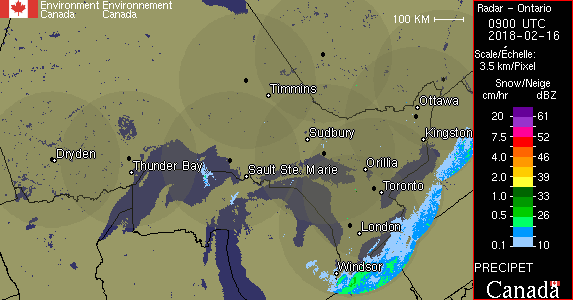 Environment Environnement
Canada Canada
100 KM
Timmins
Ottawa
Sudbury
Kingston
Dryden
Thunder Bay
Sault Ste. Marie
Orillia
Toronto
London
Windsor
Radar - Ontario
0900 UTC
2018-02-16
Scale/Échelle:
3.5 km/Pixel
Snow/Neige
cm/hr dBZ
20 61
7.5 52
4.0 46
2.0 39
1.0 33
0.5 26
0.1 10
PRECIPET
Canada